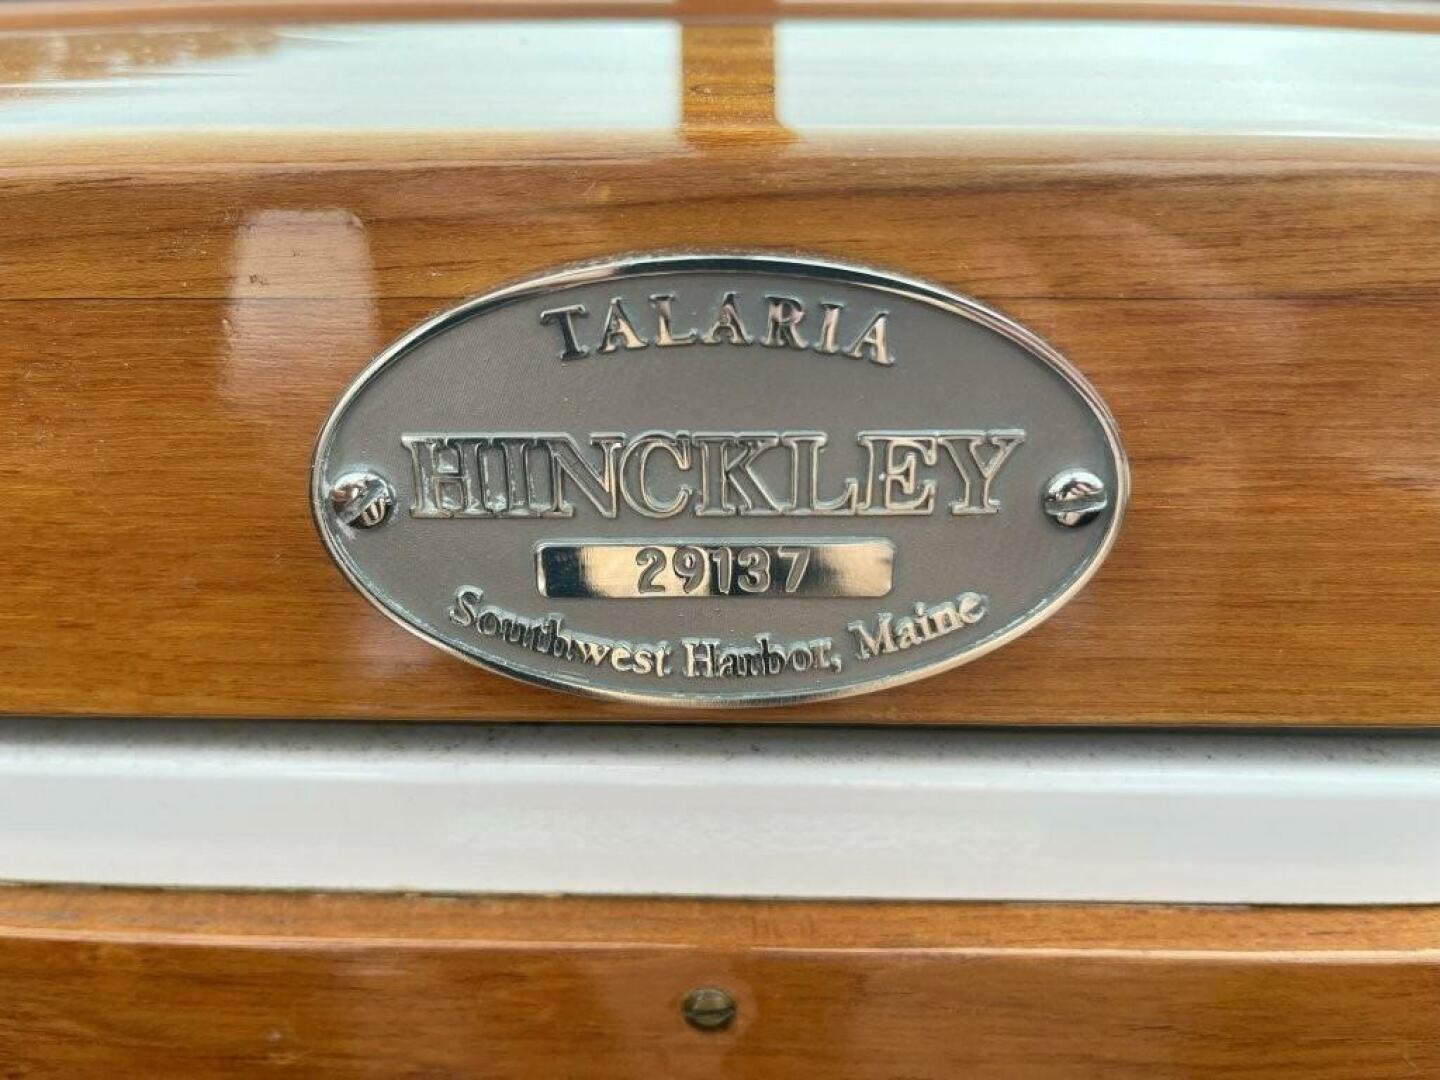 TALARIA
HINCKLEY
29137
Southwest Harbor, Maine